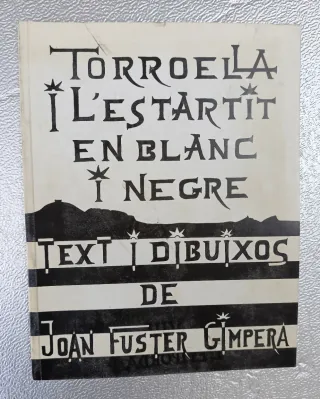 TORROELLA
I L'ESTARTIT
EN BLANC
I NEGRE
TEXT I DIBUIXOS
DE
JOAN FUSTER GIMPERA